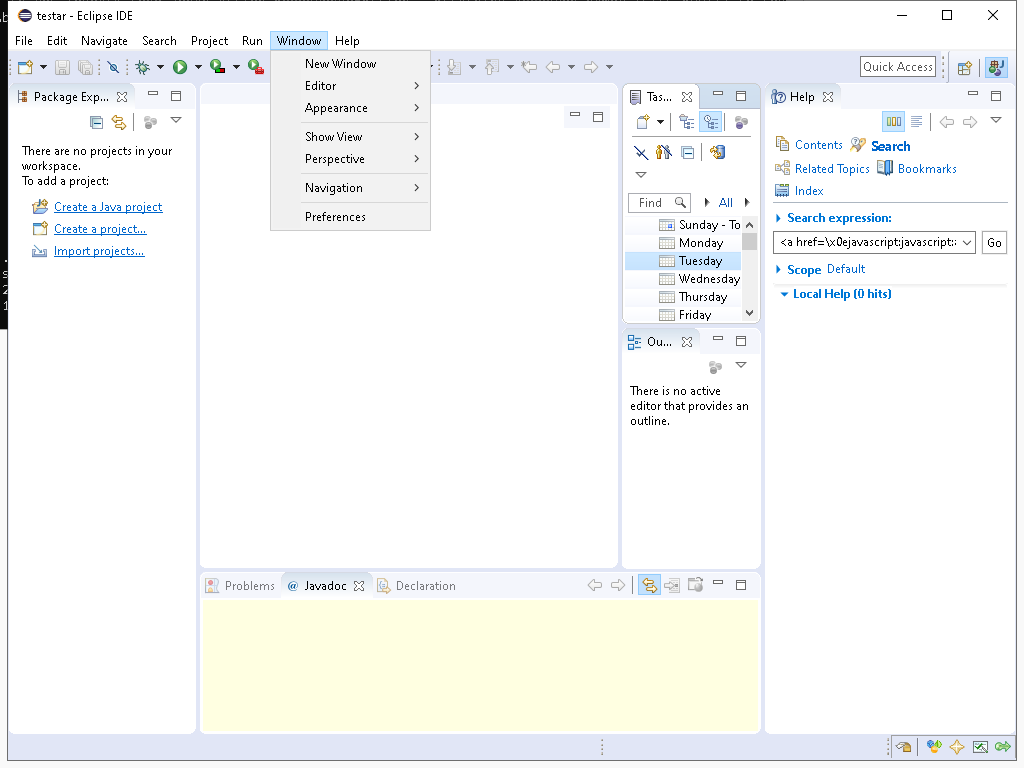 testar - Eclipse IDE
File Edit Navigate Search Project Run Window Help
Quick Access
New Window
Editor
Appearance
Show View
Perspective
Navigation
Preferences
Package Exp...
There are no projects in your
workspace.
To add a project:
Create a Java project
Create a project...
Import projects...
Tas...
Find
All
Sunday - To
Monday
Tuesday
Wednesday
Thursday
Friday
Ou...
There is no active
editor that provides an
outline.
Help
Contents Search
Related Topics Bookmarks
Index
Search expression:
<a href=\x0ejavascript:javascript:
Go
Scope Default
Local Help (0 hits)
Problems @ Javadoc Declaration